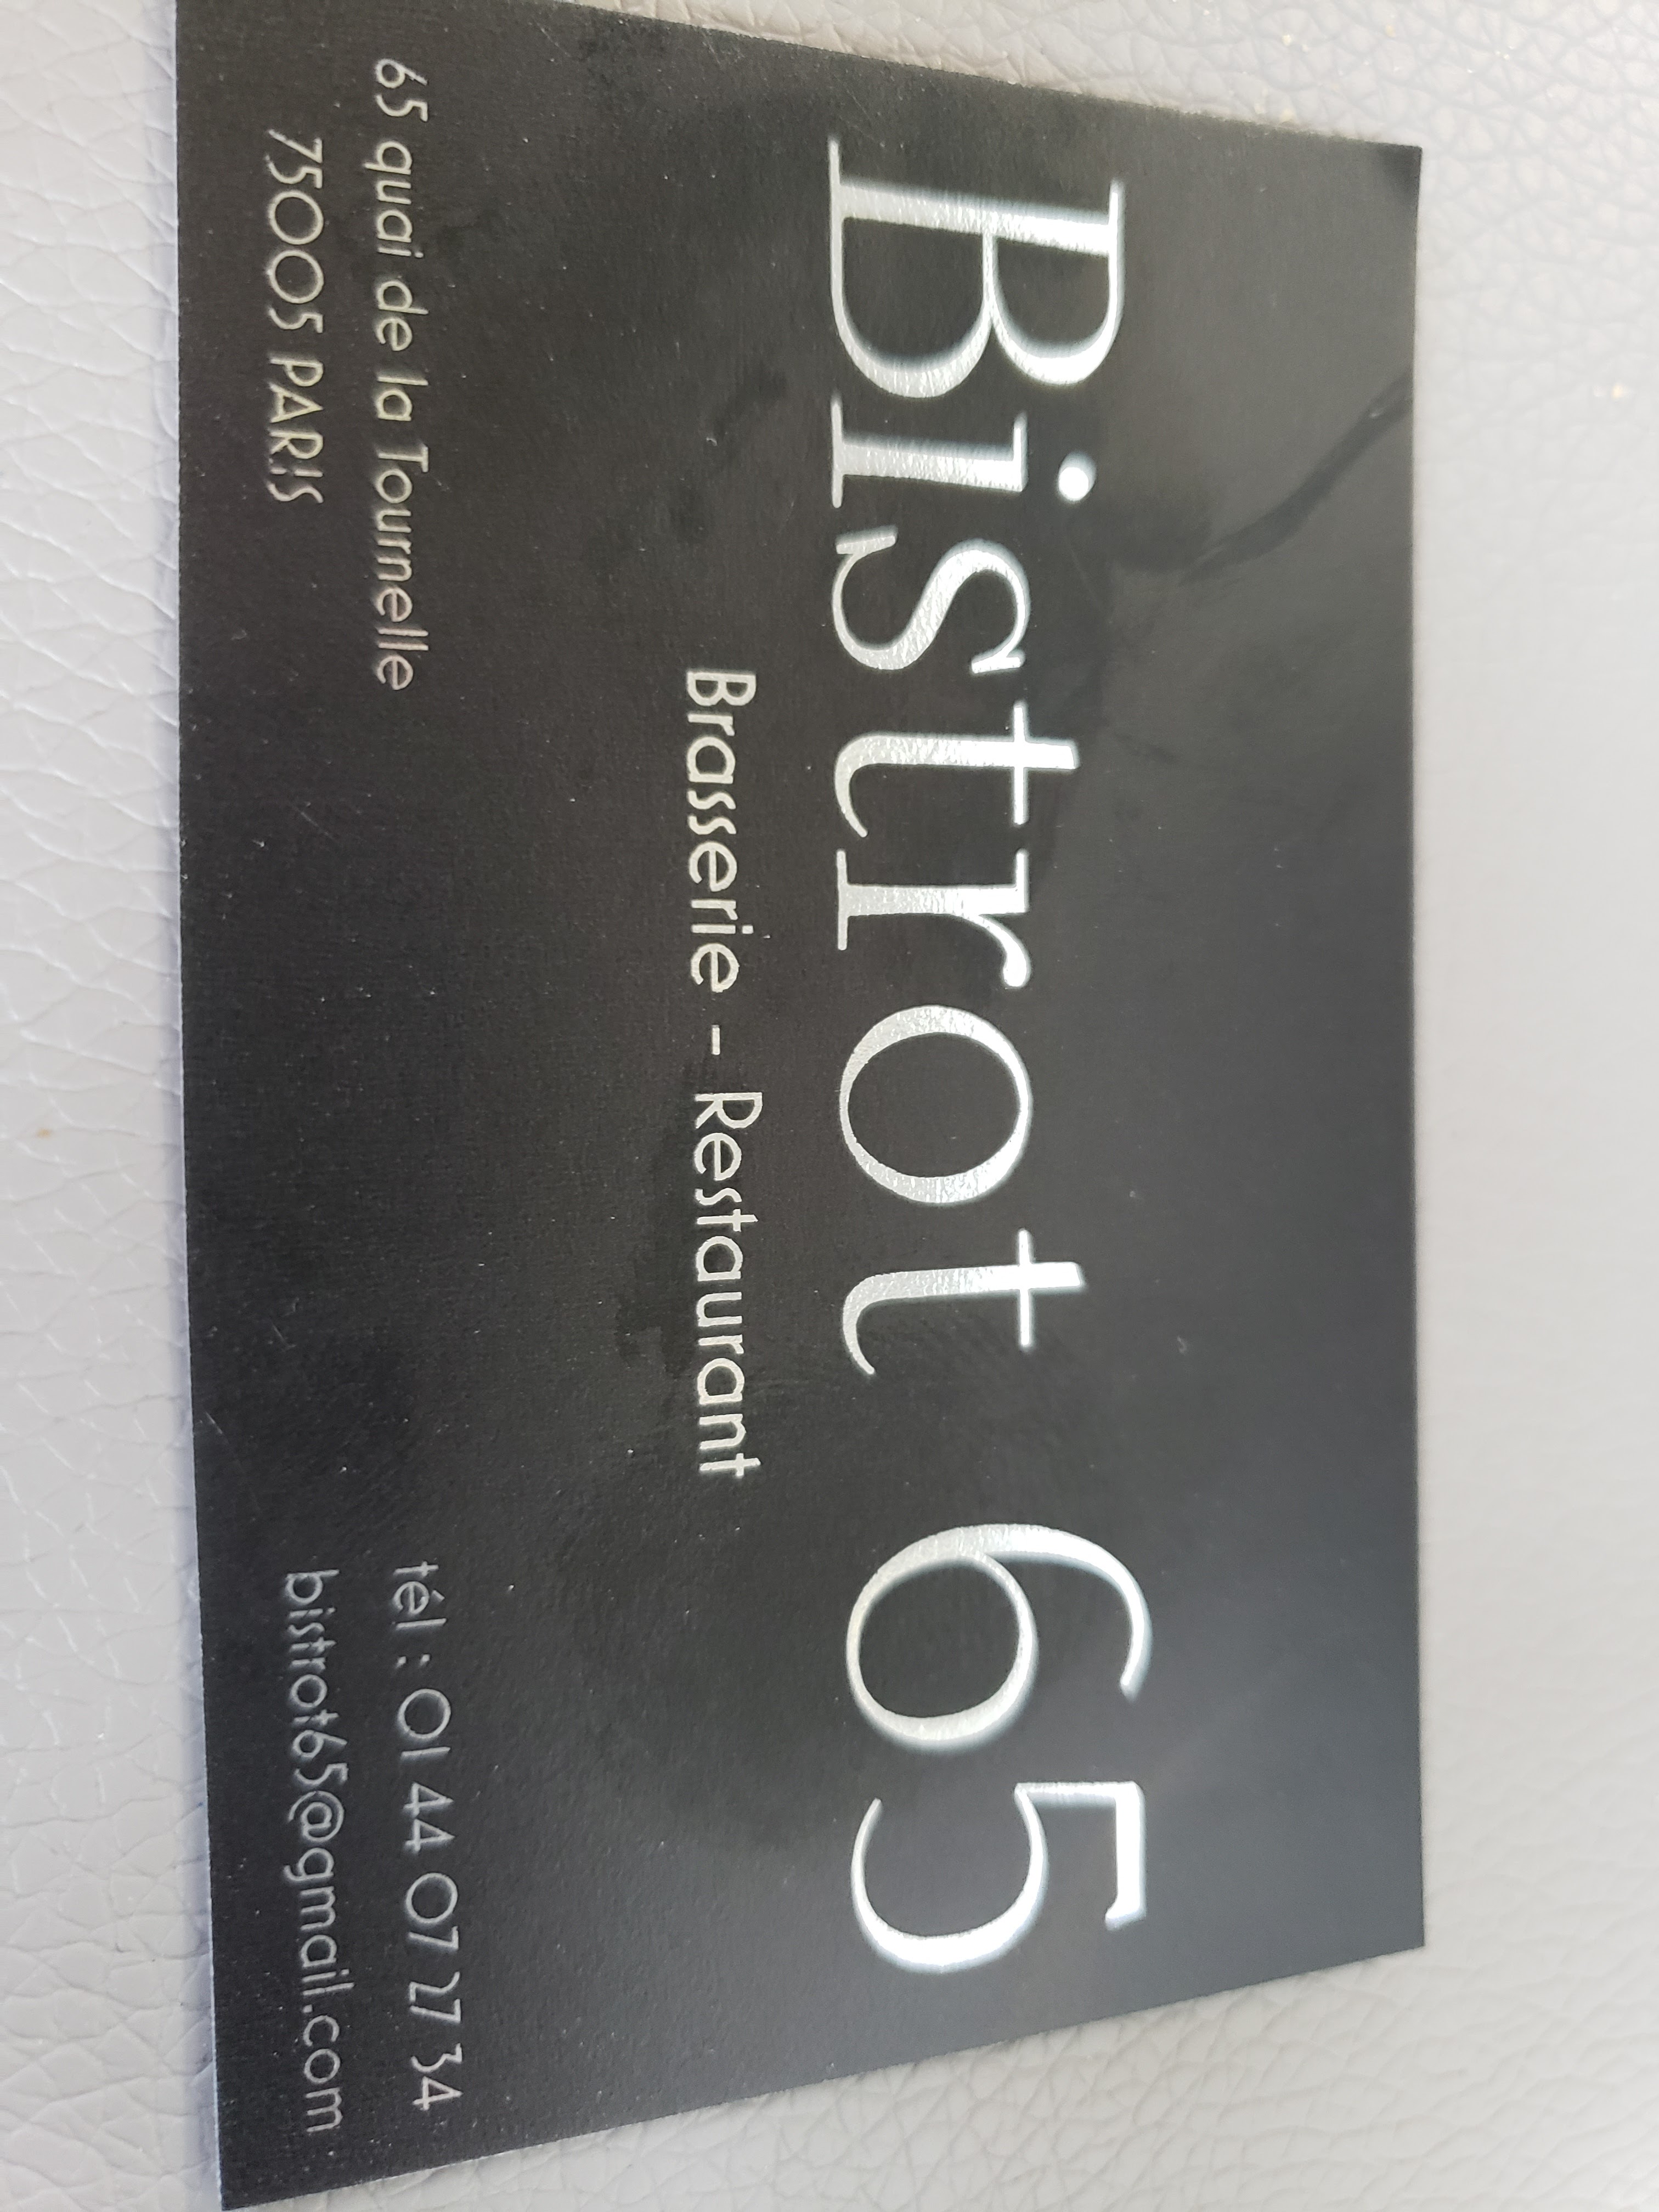 Bistrot 65
Brasserie - Restaurant
65 quai de la Tournelle
75005 PARIS
tél : 01 44 07 27 34
bistrot65@gmail.com